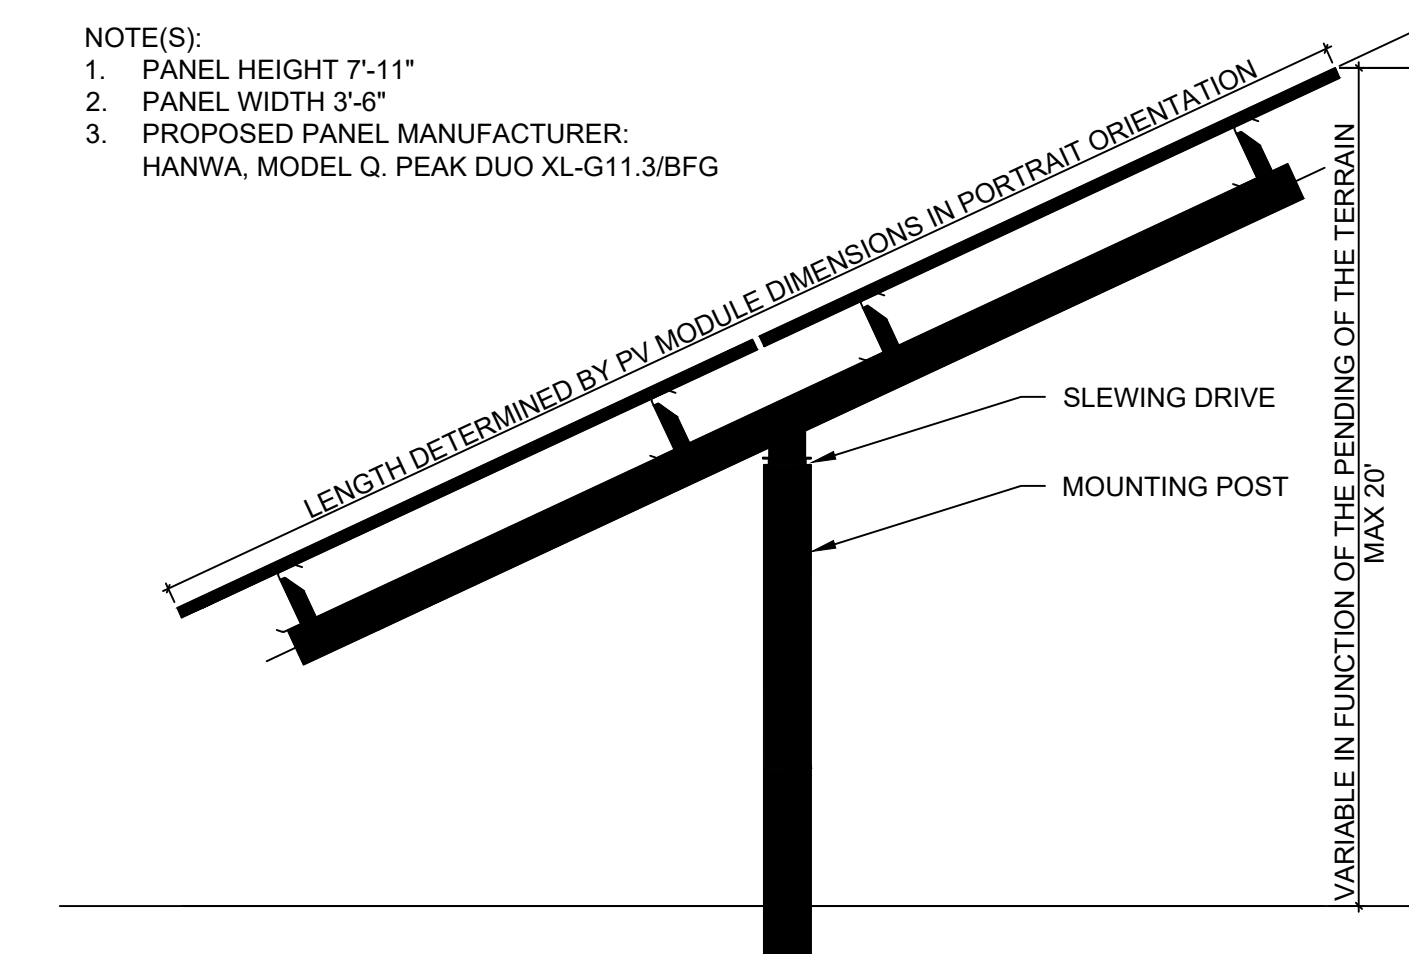 NOTE(S):
1. PANEL HEIGHT 7'-11"
2. PANEL WIDTH 3'-6"
3. PROPOSED PANEL MANUFACTURER:
HANWA, MODEL Q. PEAK DUO XL-G11.3/BFG
LENGTH DETERMINED BY PV MODULE DIMENSIONS IN PORTRAIT ORIENTATION
SLEWING DRIVE
MOUNTING POST
VARIABLE IN FUNCTION OF THE PENDING OF THE TERRAIN
MAX 20'